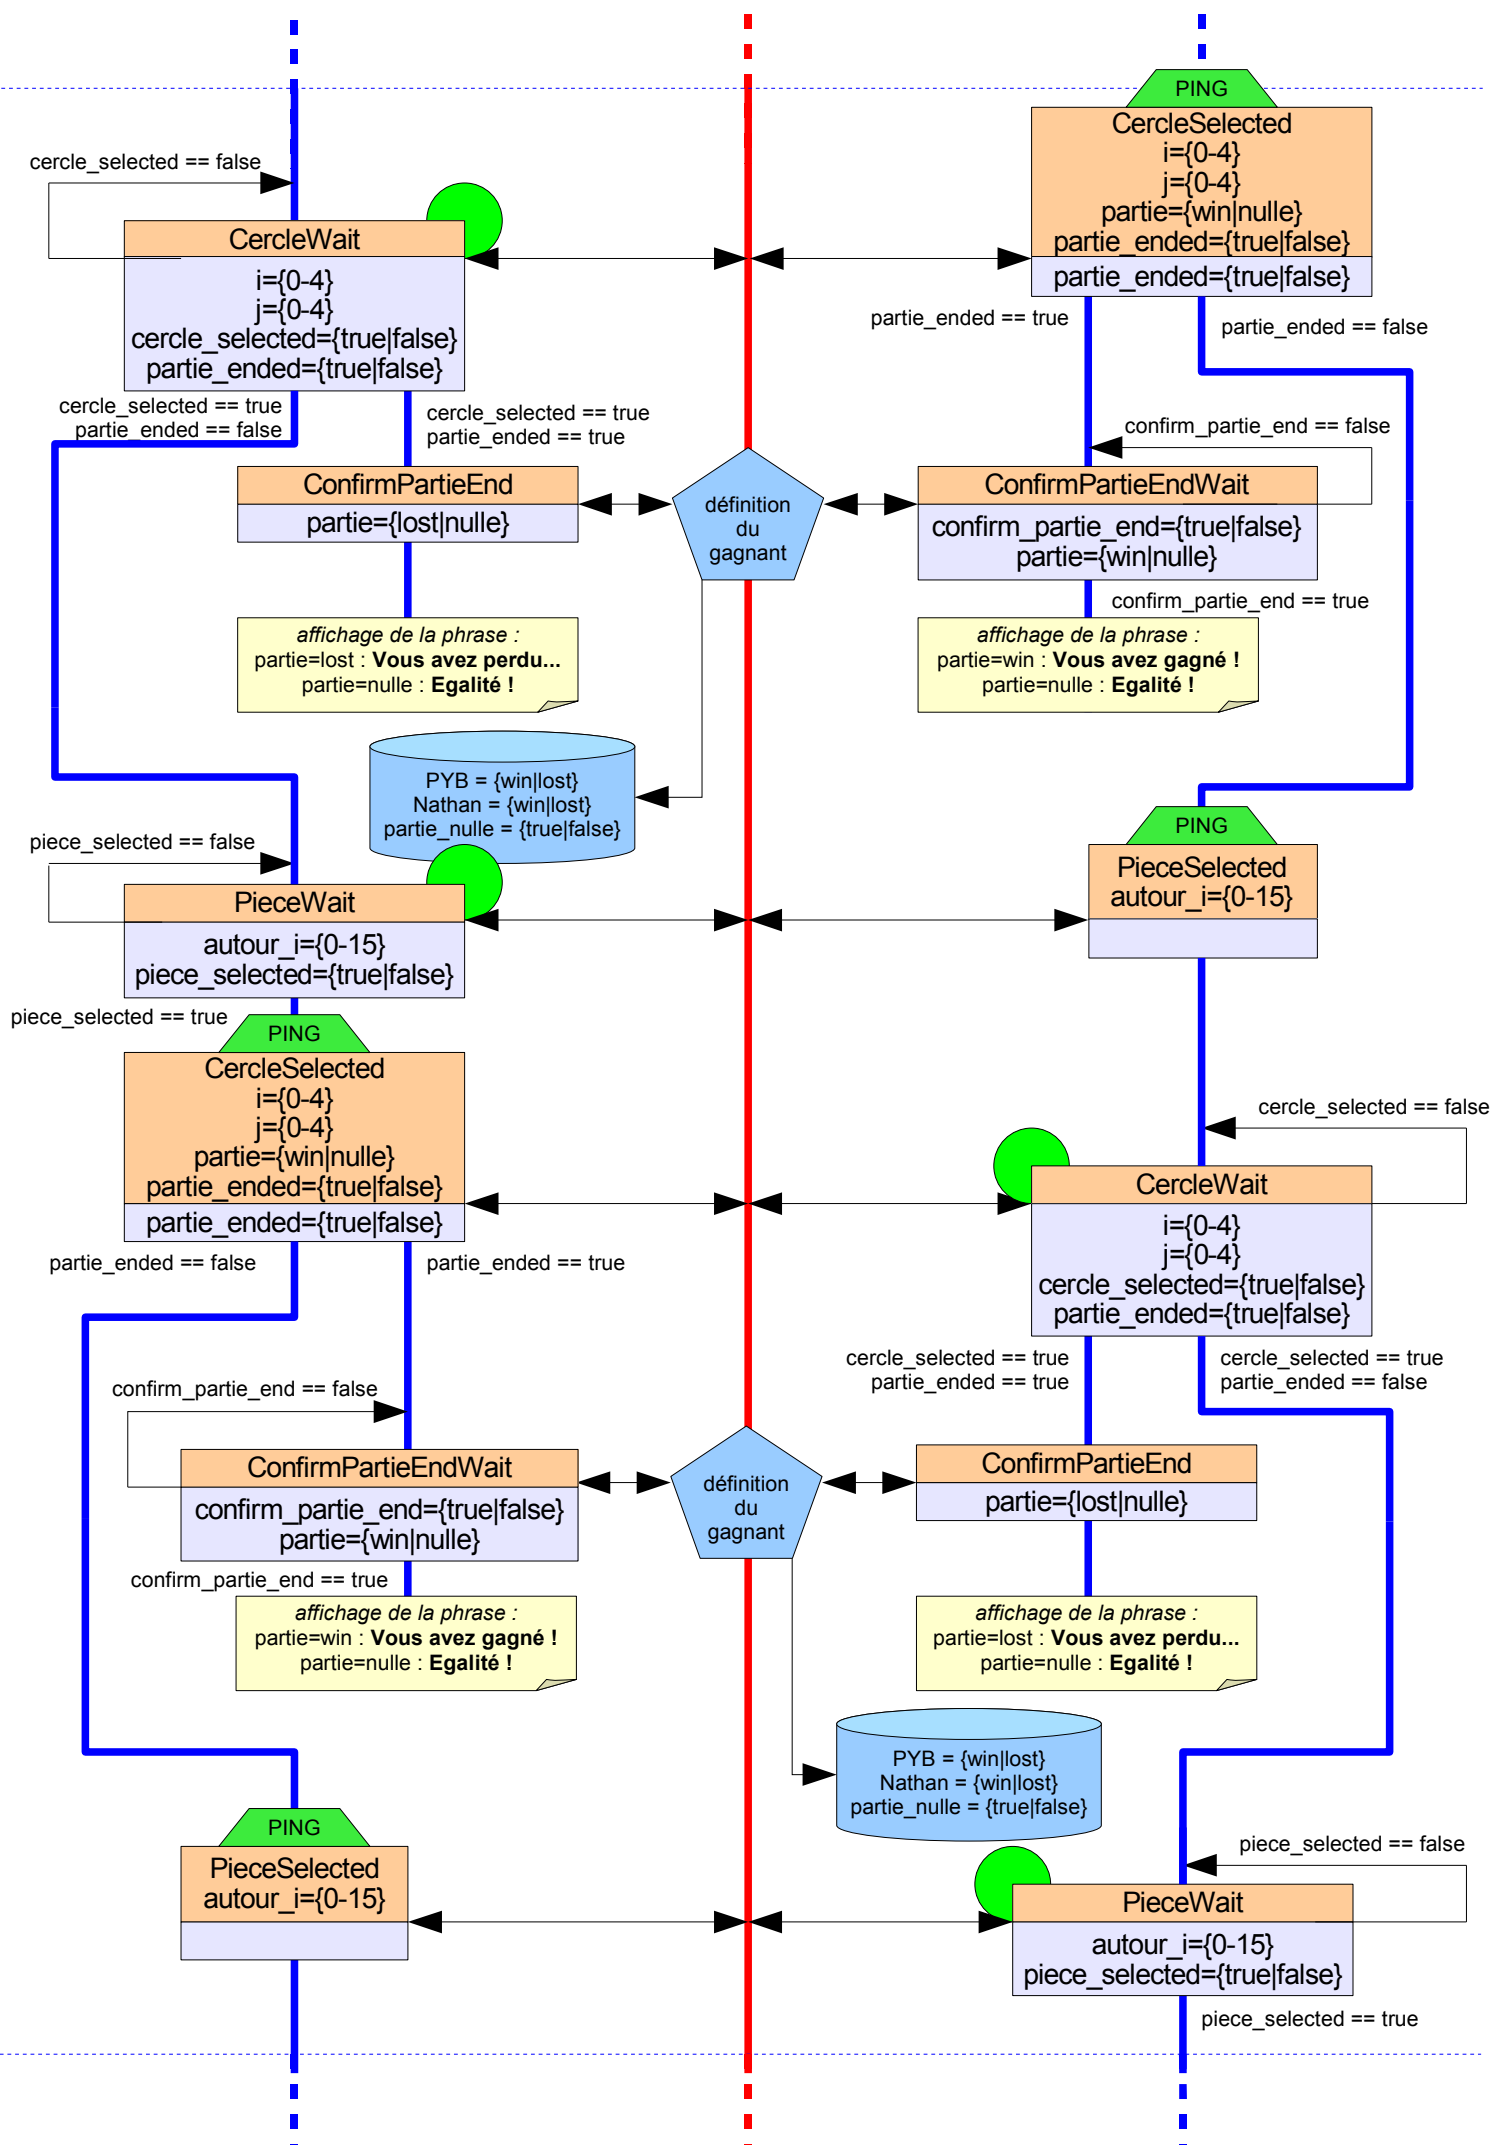 PING
CercleSelected
i={0-4}
j={0-4}
partie={win|nulle}
partie_ended={true|false}
partie_ended={true|false}
cercle_selected == false
CercleWait
i={0-4}
j={0-4}
cercle_selected={true|false}
partie_ended={true|false}
partie_ended == true
partie_ended == false
cercle_selected == true
partie_ended == false
cercle_selected == true
partie_ended == true
confirm_partie_end == false
ConfirmPartieEnd
partie={lost|nulle}
définition
du
gagnant
ConfirmPartieEndWait
confirm_partie_end={true|false}
partie={win|nulle}
confirm_partie_end == true
affichage de la phrase :
partie=lost : Vous avez perdu...
partie=nulle : Egalité !
affichage de la phrase :
partie=win : Vous avez gagné !
partie=nulle : Egalité !
PYB = {win|lost}
Nathan = {win|lost}
partie_nulle = {true|false}
piece_selected == false
PieceWait
autour_i={0-15}
piece_selected={true|false}
piece_selected == true
PING
PieceSelected
autour_i={0-15}
PING
CercleSelected
i={0-4}
j={0-4}
partie={win|nulle}
partie_ended={true|false}
partie_ended={true|false}
partie_ended == false
partie_ended == true
cercle_selected == false
CercleWait
i={0-4}
j={0-4}
cercle_selected={true|false}
partie_ended={true|false}
cercle_selected == true
partie_ended == true
cercle_selected == true
partie_ended == false
confirm_partie_end == false
ConfirmPartieEndWait
confirm_partie_end={true|false}
partie={win|nulle}
confirm_partie_end == true
définition
du
gagnant
ConfirmPartieEnd
partie={lost|nulle}
affichage de la phrase :
partie=win : Vous avez gagné !
partie=nulle : Egalité !
affichage de la phrase :
partie=lost : Vous avez perdu...
partie=nulle : Egalité !
PYB = {win|lost}
Nathan = {win|lost}
partie_nulle = {true|false}
PING
PieceSelected
autour_i={0-15}
piece_selected == false
PieceWait
autour_i={0-15}
piece_selected={true|false}
piece_selected == true